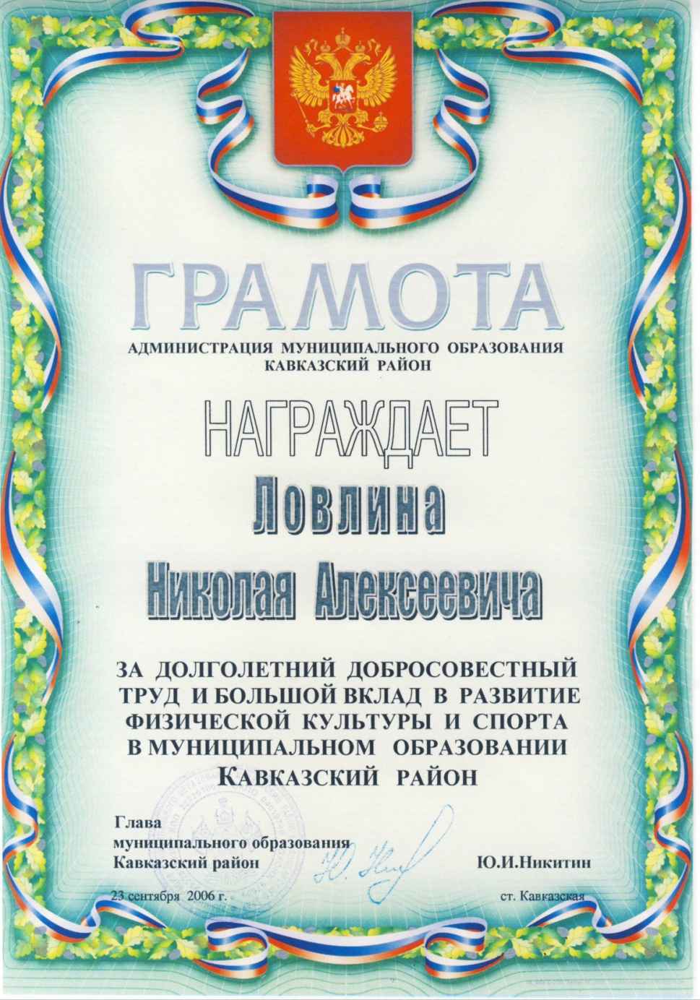 ГРАМОТА
АДМИНИСТРАЦИЯ МУНИЦИПАЛЬНОГО ОБРАЗОВАНИЯ
КАВКАЗСКИЙ РАЙОН
НАГРАЖДАЕТ
Ловлина
Николая Алексеевича
ЗА ДОЛГОЛЕТНИЙ ДОБРОСОВЕСТНЫЙ
ТРУД И БОЛЬШОЙ ВКЛАД В РАЗВИТИЕ
ФИЗИЧЕСКОЙ КУЛЬТУРЫ И СПОРТА
В МУНИЦИПАЛЬНОМ ОБРАЗОВАНИИ
КАВКАЗСКИЙ РАЙОН
Глава
муниципального образования
Кавказский район Ю.И.Никитин
23 сентября 2006 г. ст. Кавказская